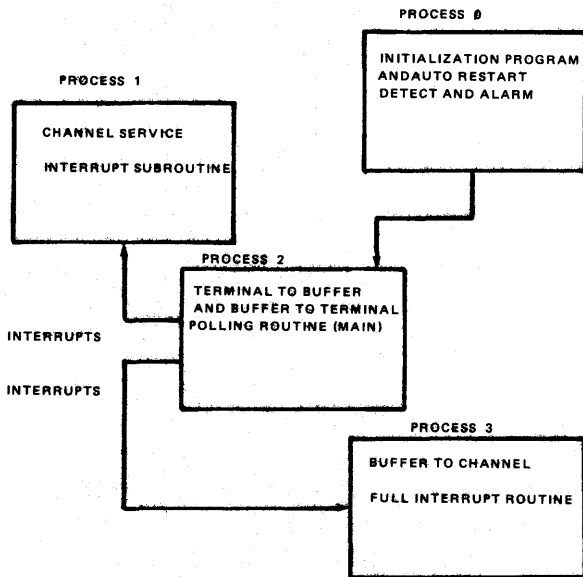 PROCESS 0
INITIALIZATION PROGRAM
ANDAUTO RESTART
DETECT AND ALARM
PROCESS 1
CHANNEL SERVICE
INTERRUPT SUBROUTINE
PROCESS 2
TERMINAL TO BUFFER
AND BUFFER TO TERMINAL
POLLING ROUTINE (MAIN)
INTERRUPTS
INTERRUPTS
PROCESS 3
BUFFER TO CHANNEL
FULL INTERRUPT ROUTINE